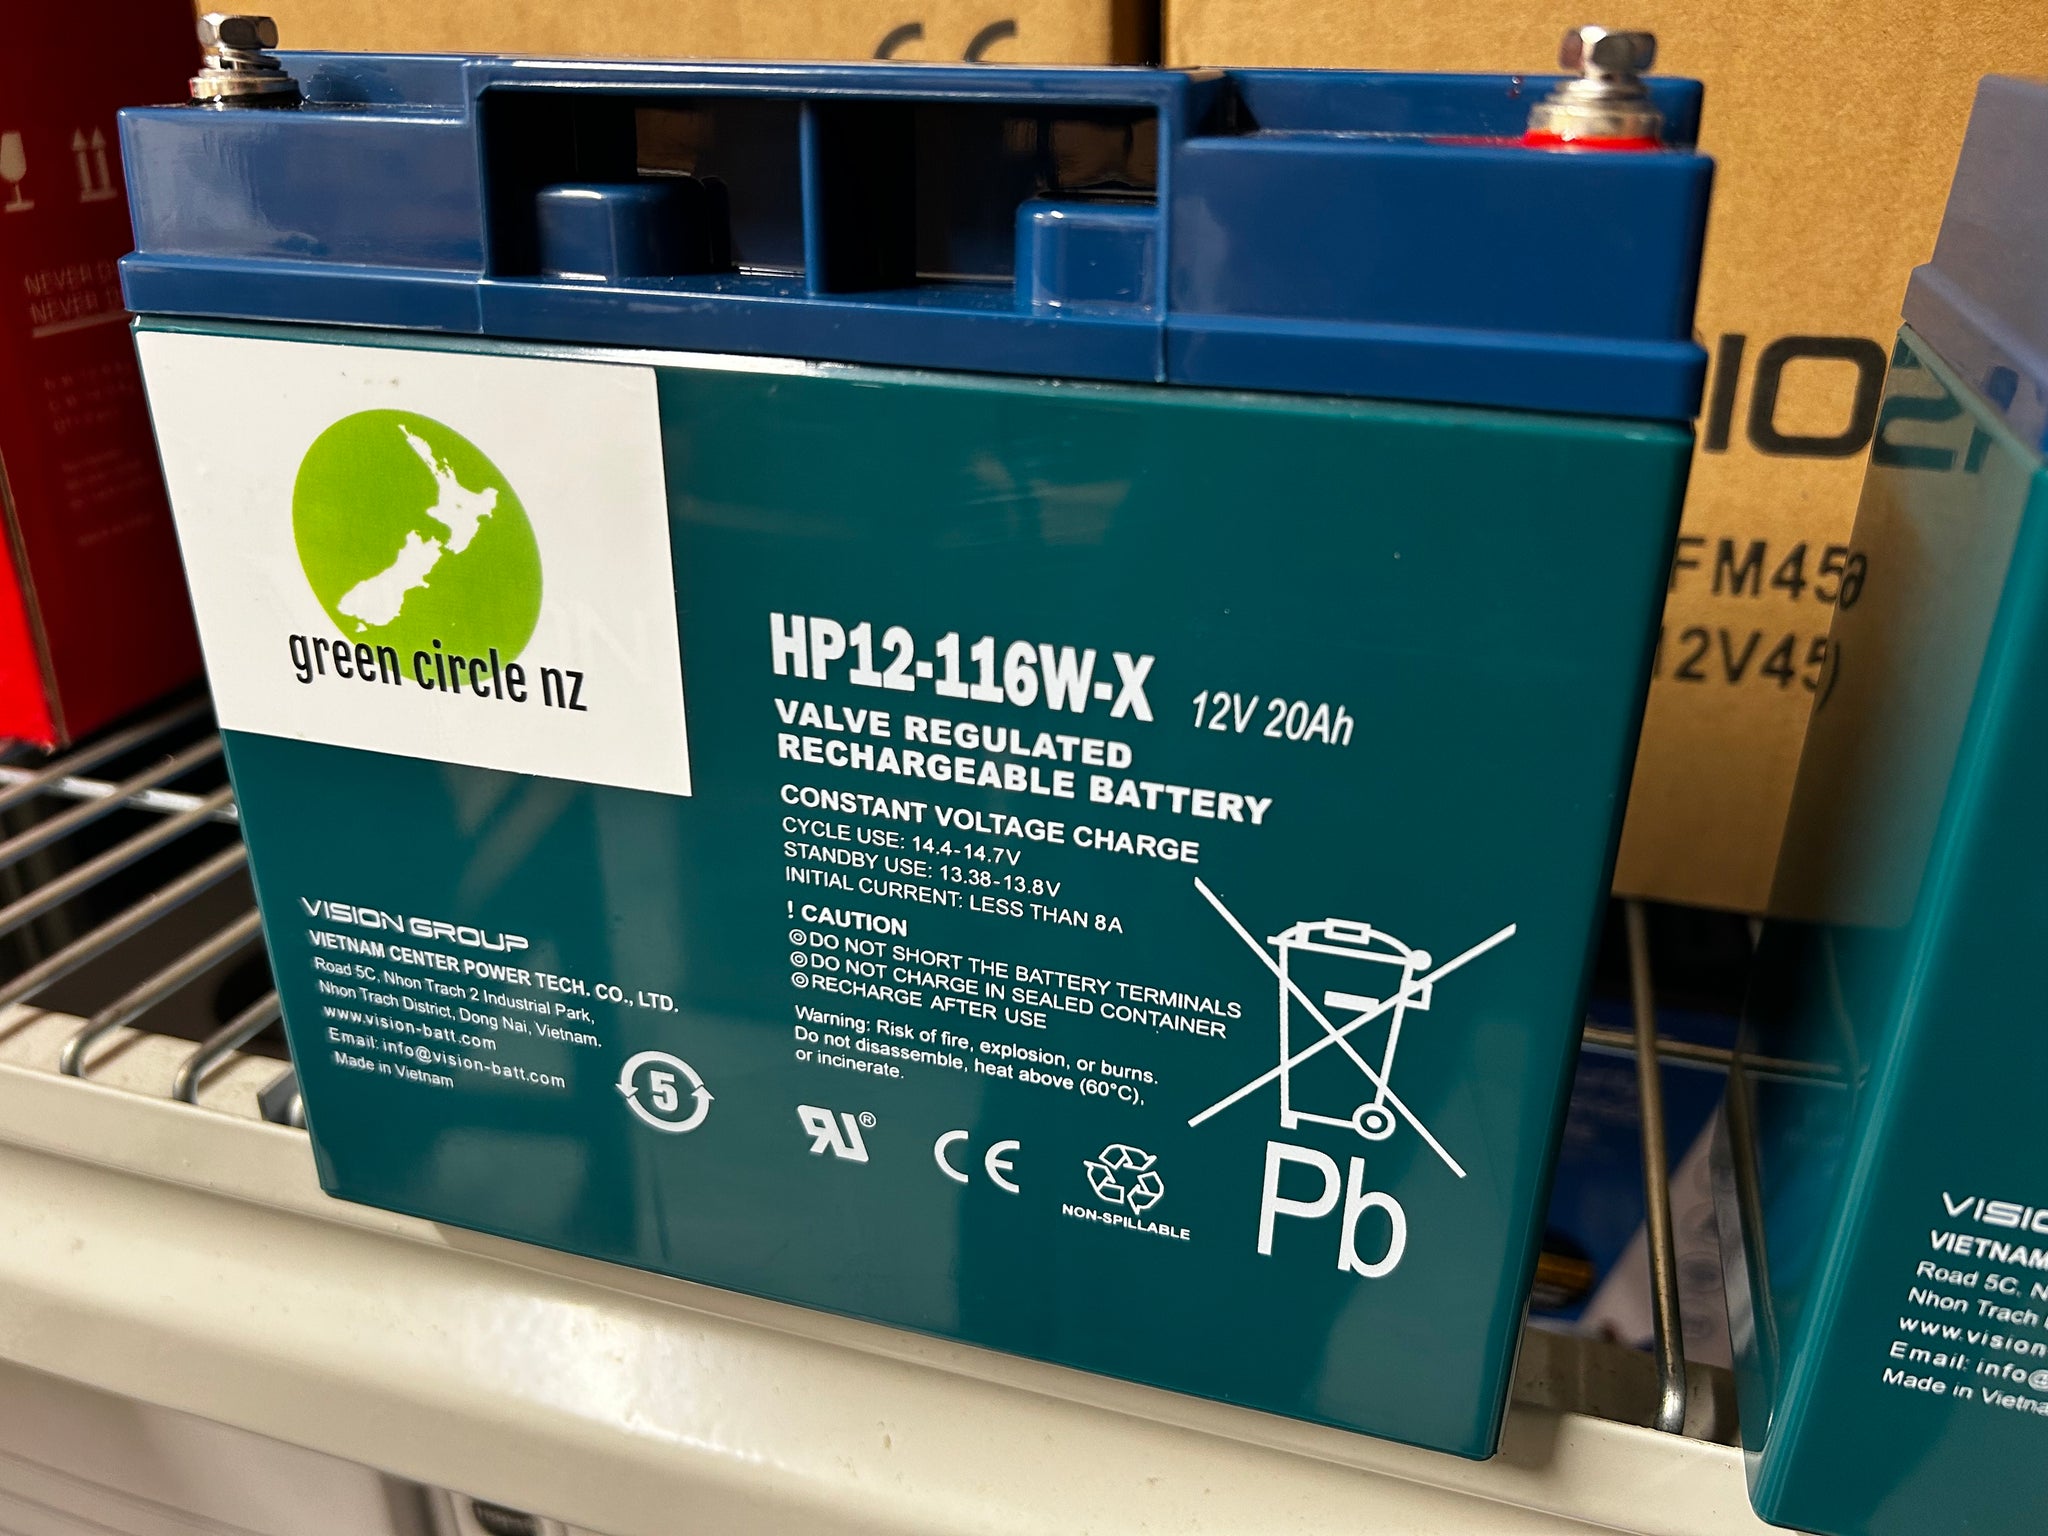 NEVER D
NEVER D
CE
green circle nz
HP12-116W-X 12V 20Ah
VALVE REGULATED
RECHARGEABLE BATTERY
CONSTANT VOLTAGE CHARGE
CYCLE USE: 14.4-14.7V
STANDBY USE: 13.38-13.8V
INITIAL CURRENT: LESS THAN 8A
! CAUTION
◎DO NOT SHORT THE BATTERY TERMINALS
◎DO NOT CHARGE IN SEALED CONTAINER
◎RECHARGE AFTER USE
Warning: Risk of fire, explosion, or burns.
Do not disassemble, heat above (60°C),
or incinerate.
VISION GROUP
VIETNAM CENTER POWER TECH. CO., LTD.
Road 5C, Nhon Trach 2 Industrial Park,
Nhon Trach District, Dong Nai, Vietnam.
www.vision-batt.com
Email: info@vision-batt.com
Made in Vietnam
5
RU®
CE
NON-SPILLABLE
Pb
IO
FM45
12V45)
VISIO
VIETNAM
Road 5C, N
Nhon Trach
www.vision
Email: info@
Made in Vietna